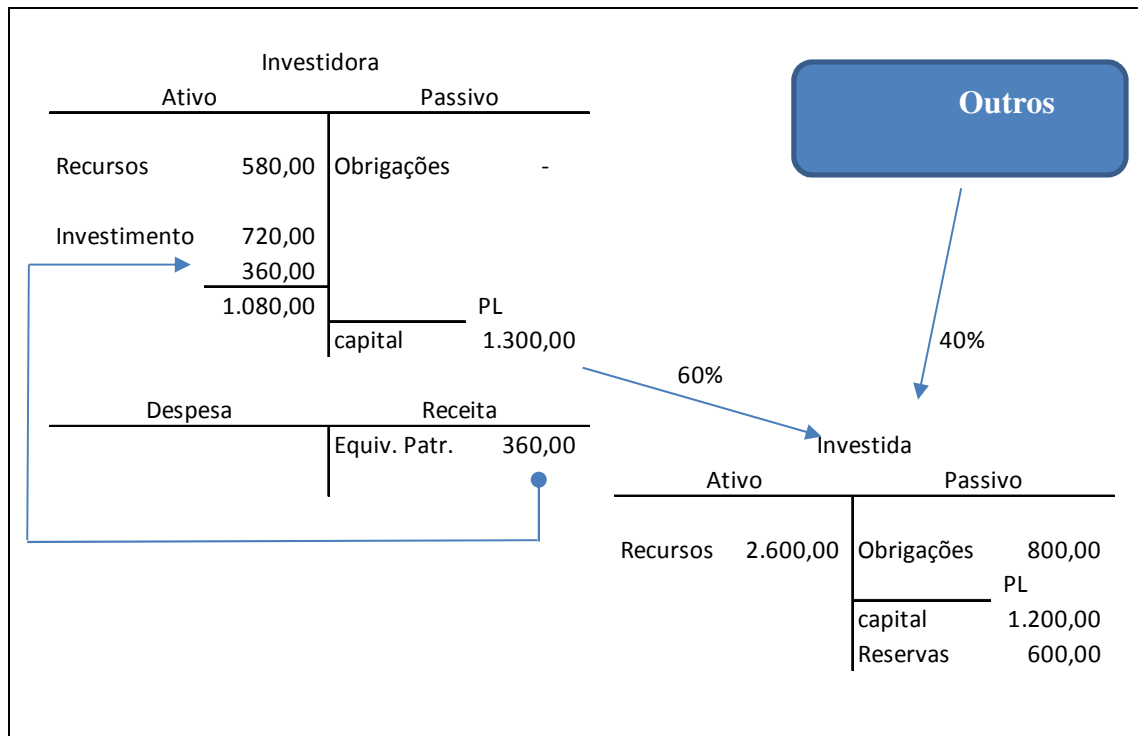 Investidora
Ativo Passivo
Recursos 580,00 Obrigações -
Investimento 720,00
360,00
1.080,00 PL
capital 1.300,00
Despesa Receita
Equiv. Patr. 360,00
Outros
60%
40%
Investida
Ativo Passivo
Recursos 2.600,00 Obrigações 800,00
PL
capital 1.200,00
Reservas 600,00